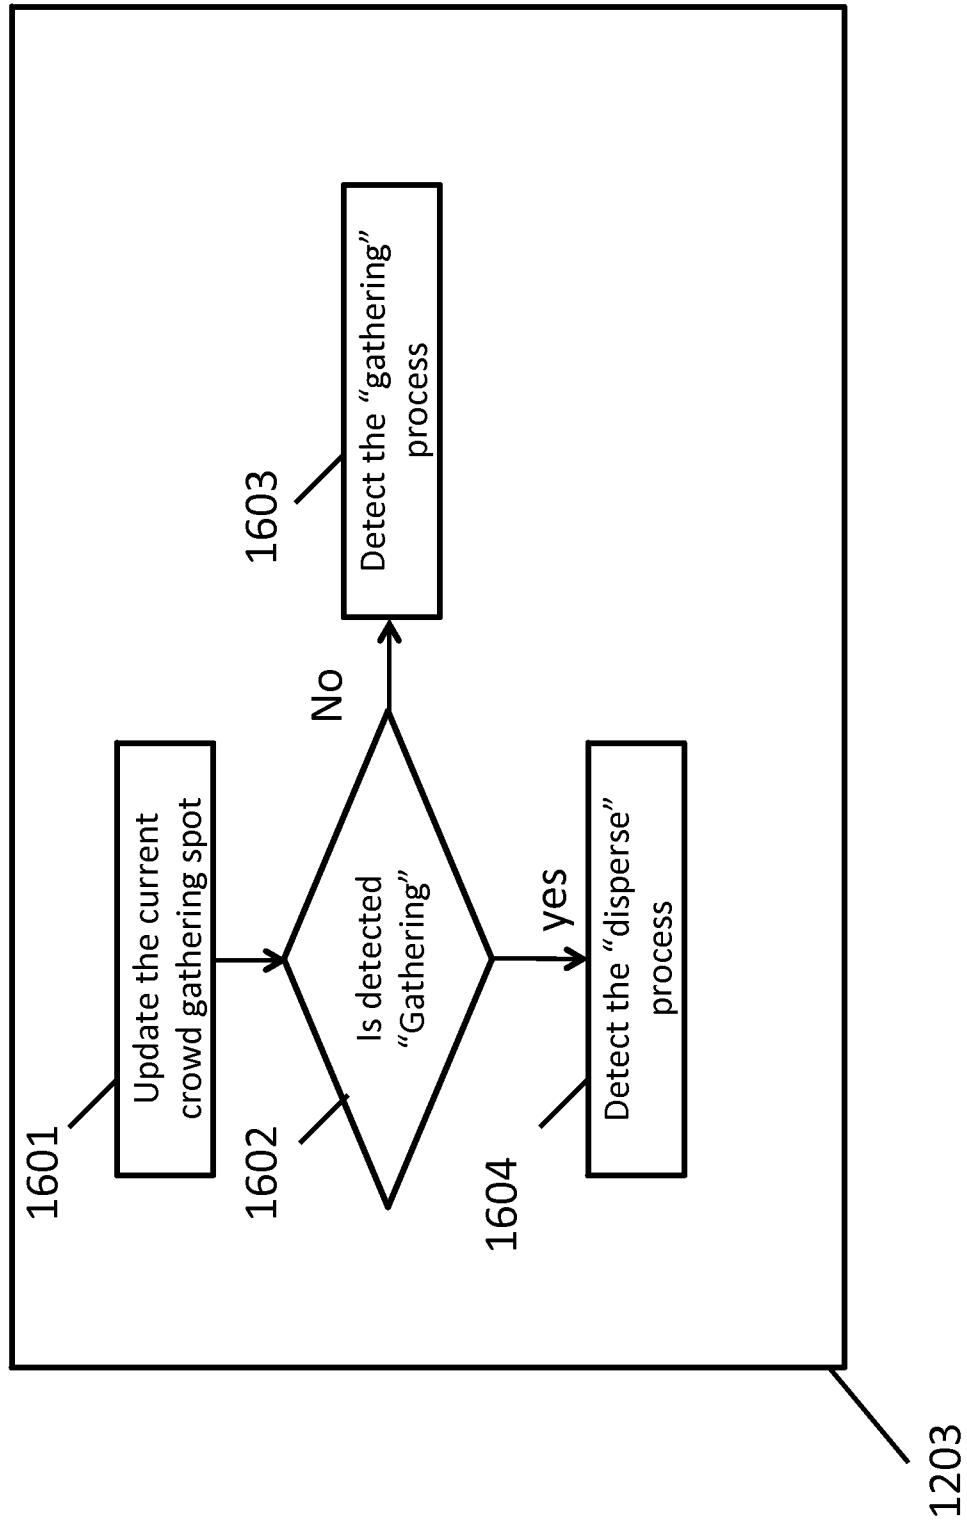 1601
Update the current
crowd gathering spot
1602
Is detected
“Gathering”
No
1603
Detect the “gathering”
process
yes
1604
Detect the “disperse”
process
1203